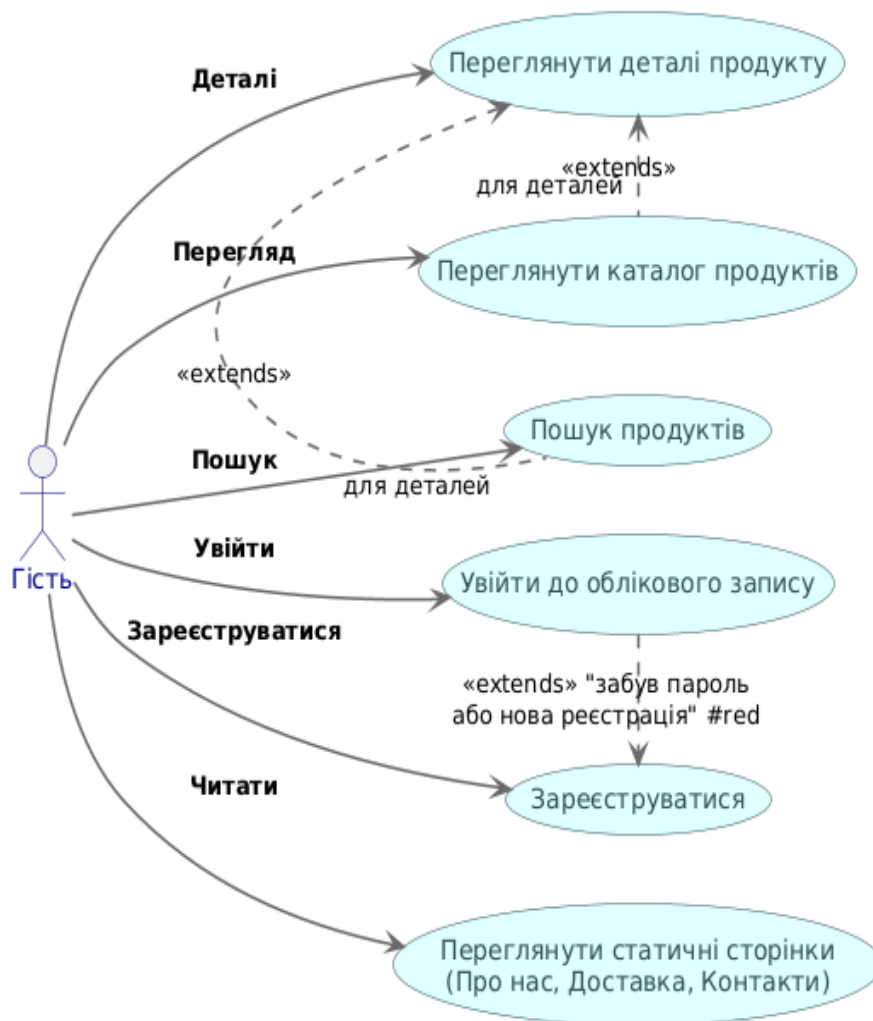 Переглянути деталі продукту
Деталі
«extends»
для деталей
Перегляд
Переглянути каталог продуктів
«extends»
Пошук продуктів
Пошук
для деталей
Увійти
Увійти до облікового запису
Гість
Зареєструватися
«extends» "забув пароль
або нова реєстрація" #red
Читати
Зареєструватися
Переглянути статичні сторінки
(Про нас, Доставка, Контакти)